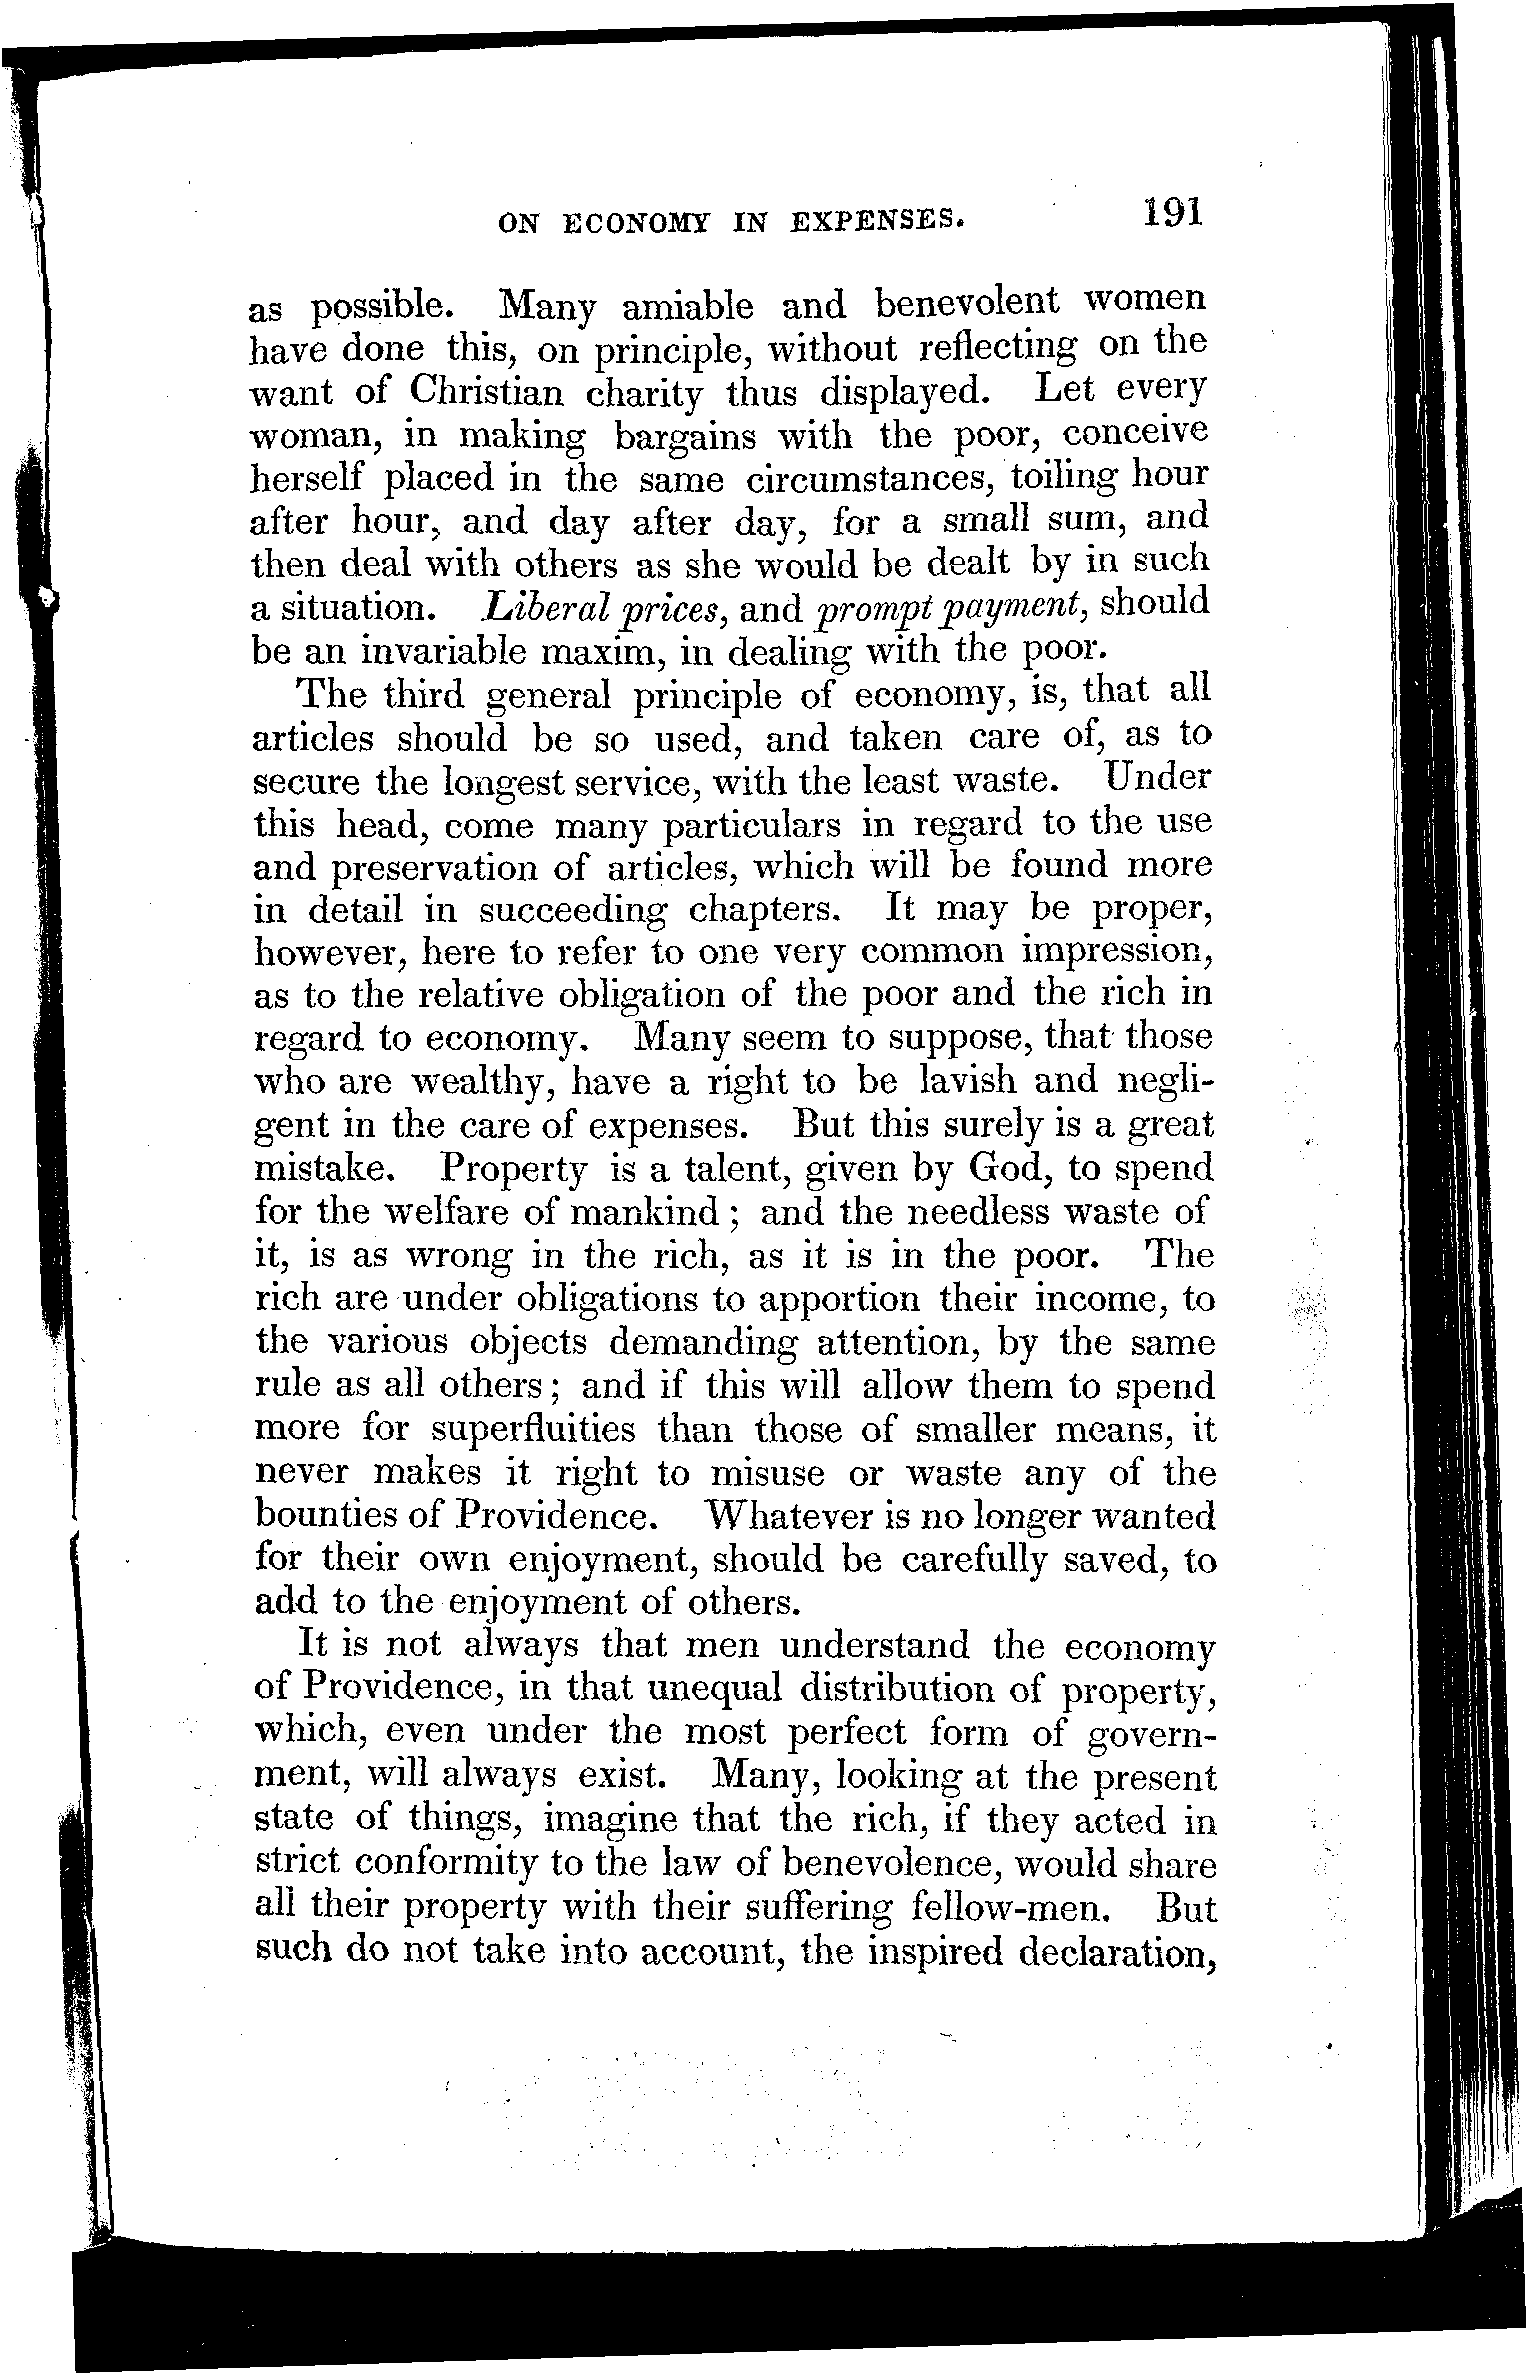 ON ECONOMY IN EXPENSES. 191
as possible. Many amiable and benevolent women
have done this, on principle, without reflecting on the
want of Christian charity thus displayed. Let every
woman, in making bargains with the poor, conceive
herself placed in the same circumstances, toiling hour
after hour, and day after day, for a small sum, and
then deal with others as she would be dealt by in such
a situation. Liberal prices, and prompt payment, should
be an invariable maxim, in dealing with the poor.
The third general principle of economy, is, that all
articles should be so used, and taken care of, as to
secure the longest service, with the least waste. Under
this head, come many particulars in regard to the use
and preservation of articles, which will be found more
in detail in succeeding chapters. It may be proper,
however, here to refer to one very common impression,
as to the relative obligation of the poor and the rich in
regard to economy. Many seem to suppose, that those
who are wealthy, have a right to be lavish and negli-
gent in the care of expenses. But this surely is a great
mistake. Property is a talent, given by God, to spend
for the welfare of mankind; and the needless waste of
it, is as wrong in the rich, as it is in the poor. The
rich are under obligations to apportion their income, to
the various objects demanding attention, by the same
rule as all others; and if this will allow them to spend
more for superfluities than those of smaller means, it
never makes it right to misuse or waste any of the
bounties of Providence. Whatever is no longer wanted
for their own enjoyment, should be carefully saved, to
add to the enjoyment of others.
It is not always that men understand the economy
of Providence, in that unequal distribution of property,
which, even under the most perfect form of govern-
ment, will always exist. Many, looking at the present
state of things, imagine that the rich, if they acted in
strict conformity to the law of benevolence, would share
all their property with their suffering fellow-men. But
such do not take into account, the inspired declaration,